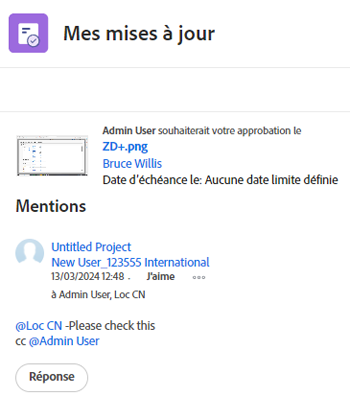 Mes mises à jour
Admin User souhaiterait votre approbation le
ZD+.png
Bruce Willis
Date d'échéance le: Aucune date limite définie
Mentions
Untitled Project
New User_123555 International
13/03/2024 12:48 . J'aime
à Admin User, Loc CN
@Loc CN -Please check this
cc @Admin User
Réponse